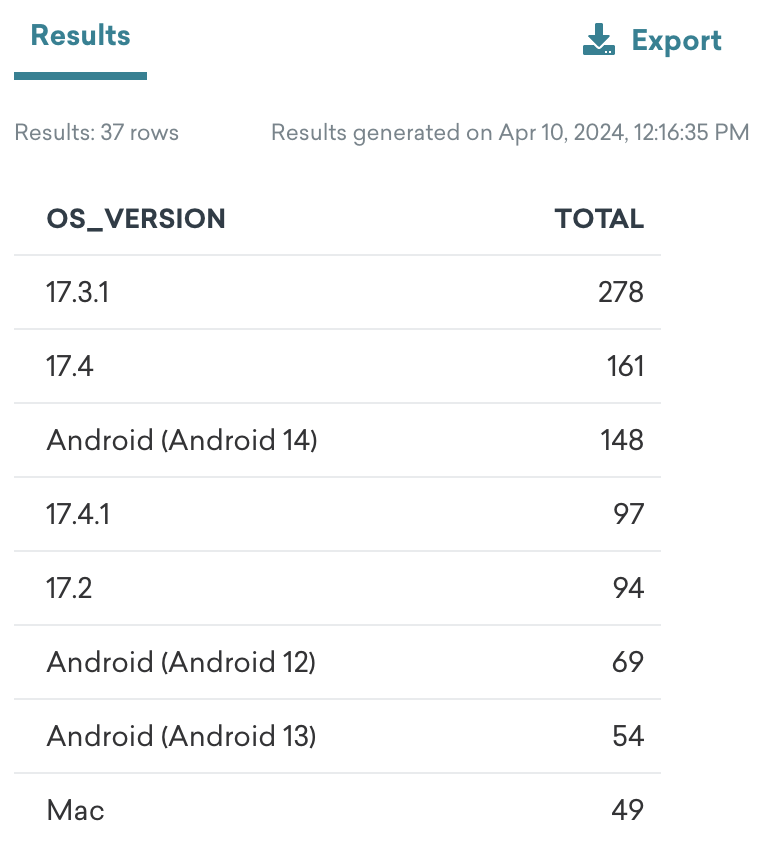 Results
Export
Results: 37 rows
Results generated on Apr 10, 2024, 12:16:35 PM
OS_VERSION TOTAL
17.3.1 278
17.4 161
Android (Android 14) 148
17.4.1 97
17.2 94
Android (Android 12) 69
Android (Android 13) 54
Mac 49